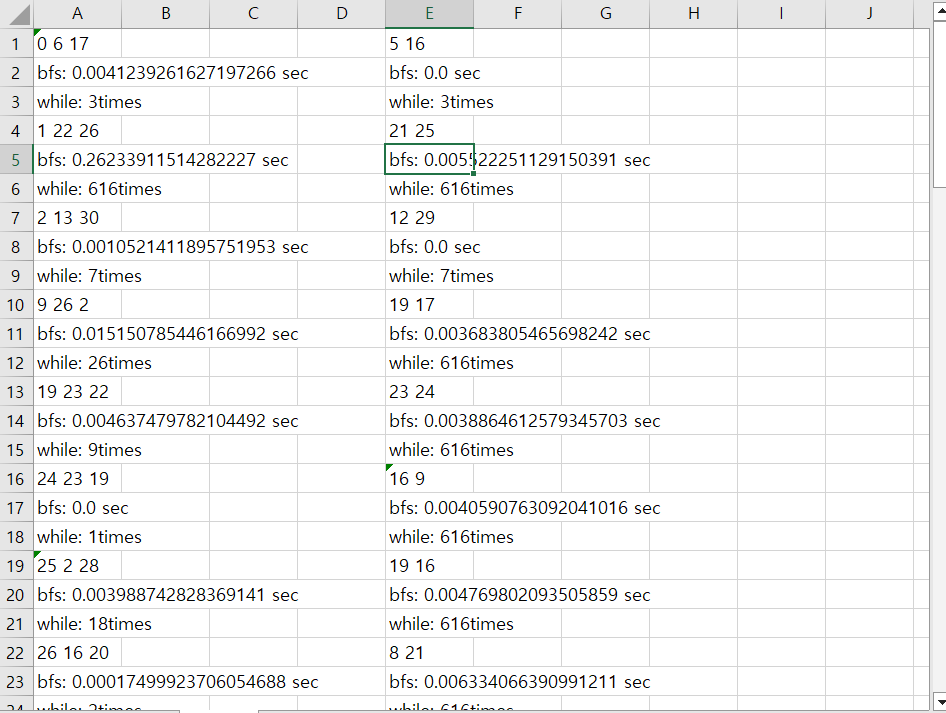 A B C D E F G H I J
1 0 6 17 5 16
2 bfs: 0.0041239261627197266 sec bfs: 0.0 sec
3 while: 3times while: 3times
4 1 22 26 21 25
5 bfs: 0.26233911514282227 sec bfs: 0.005522251129150391 sec
6 while: 616times while: 616times
7 2 13 30 12 29
8 bfs: 0.0010521411895751953 sec bfs: 0.0 sec
9 while: 7times while: 7times
10 9 26 2 19 17
11 bfs: 0.015150785446166992 sec bfs: 0.003683805465698242 sec
12 while: 26times while: 616times
13 19 23 22 23 24
14 bfs: 0.004637479782104492 sec bfs: 0.0038864612579345703 sec
15 while: 9times while: 616times
16 24 23 19 16 9
17 bfs: 0.0 sec bfs: 0.0040590763092041016 sec
18 while: 1times while: 616times
19 25 2 28 19 16
20 bfs: 0.003988742828369141 sec bfs: 0.004769802093505859 sec
21 while: 18times while: 616times
22 26 16 20 8 21
23 bfs: 0.00017499923706054688 sec bfs: 0.006334066390991211 sec
24 while: 616times